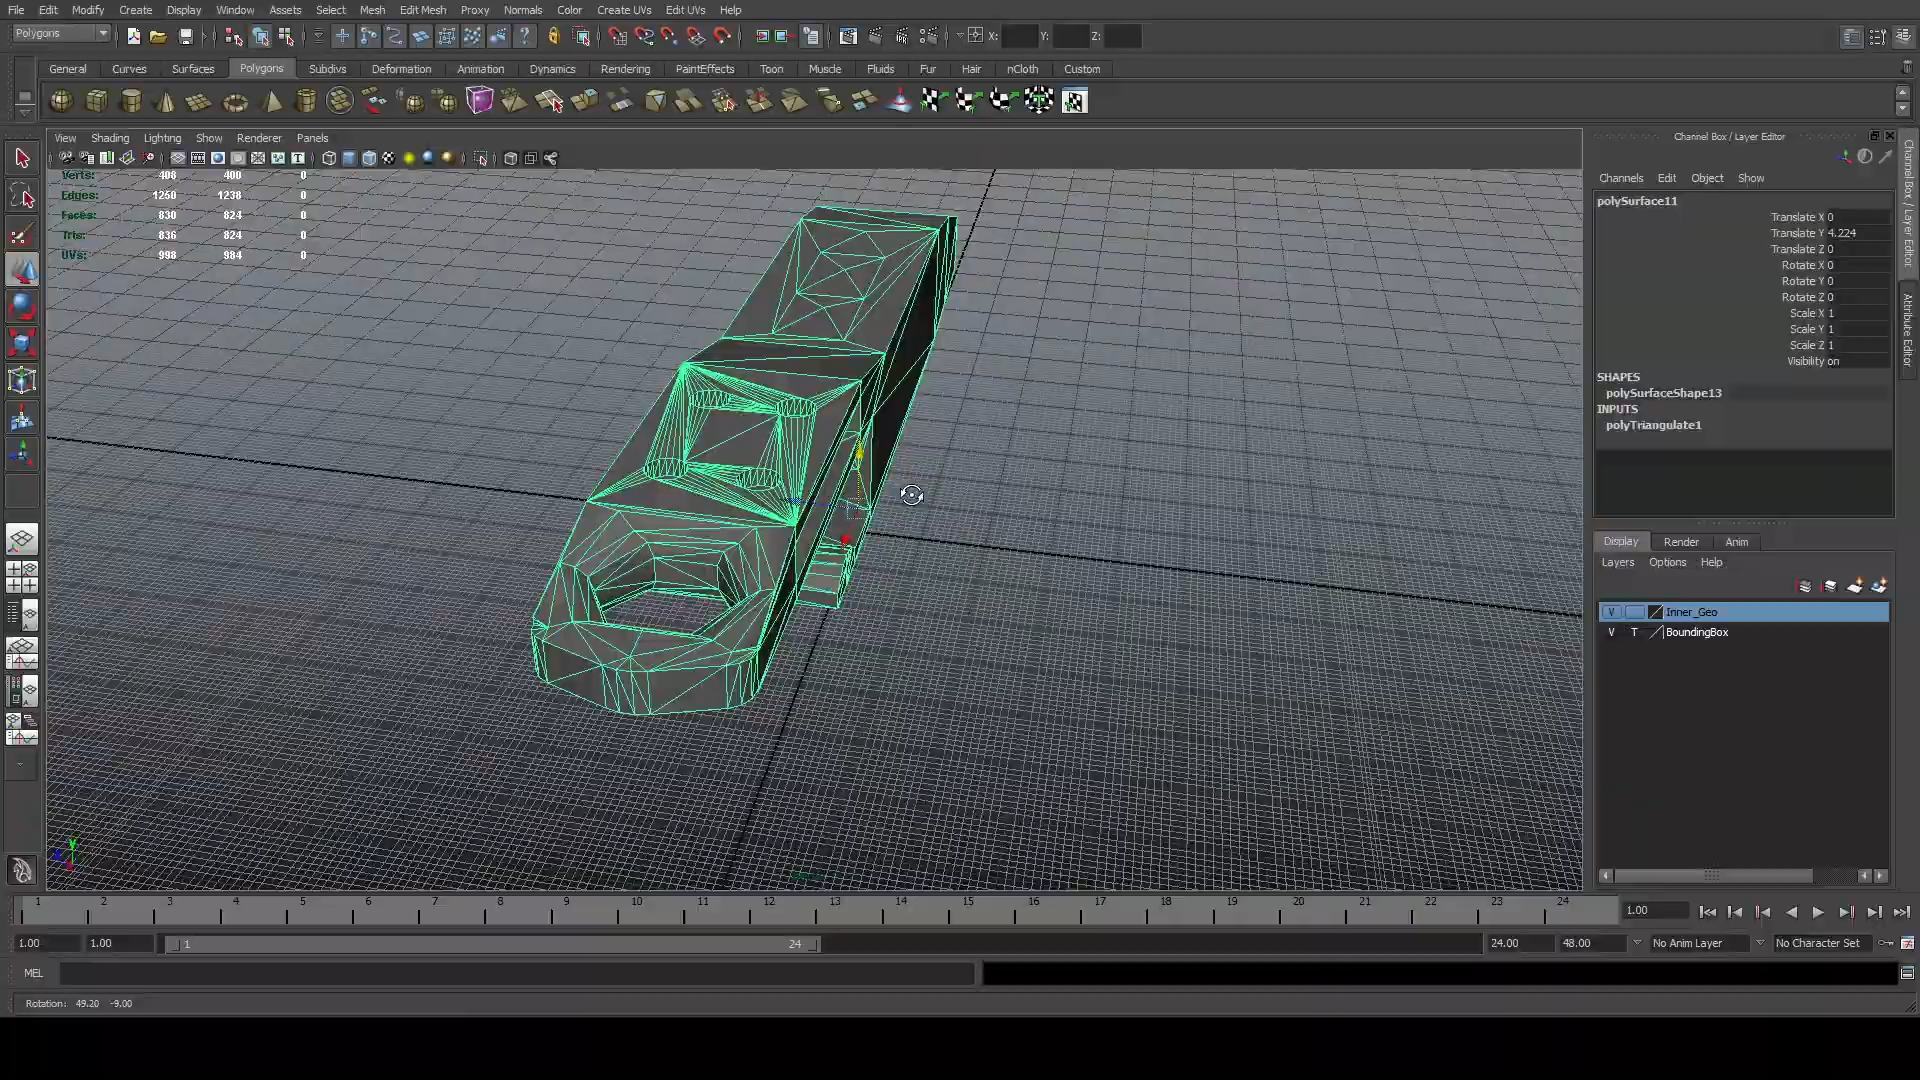 File Edit Modify Create Display Window Assets Select Mesh Edit Mesh Proxy Normals Color Create UVs Edit UVs Help
Polygons X: Y: Z:
General Curves Surfaces Polygons Subdivs Deformation Animation Dynamics Rendering PaintEffects Toon Muscle Fluids Fur Hair nCloth Custom
View Shading Lighting Show Renderer Panels
Verts: 408 400 0
Edges: 1250 1238 0
Faces: 830 824 0
Tris: 836 824 0
UVs: 998 984 0
Channel Box / Layer Editor
Channels Edit Object Show
polySurface11
Translate X 0
Translate Y 4.224
Translate Z 0
Rotate X 0
Rotate Y 0
Rotate Z 0
Scale X 1
Scale Y 1
Scale Z 1
Visibility on
SHAPES
polySurfaceShape13
INPUTS
polyTriangulate1
Channel Box / Layer Editor
Attribute Editor
Display Render Anim
Layers Options Help
V Inner_Geo
V T BoundingBox
y
1 2 3 4 5 6 7 8 9 10 11 12 13 14 15 16 17 18 19 20 21 22 23 24 1.00
1.00 1.00 1 24 24.00 48.00 No Anim Layer No Character Set
MEL
Rotation: 49.20 -9.00